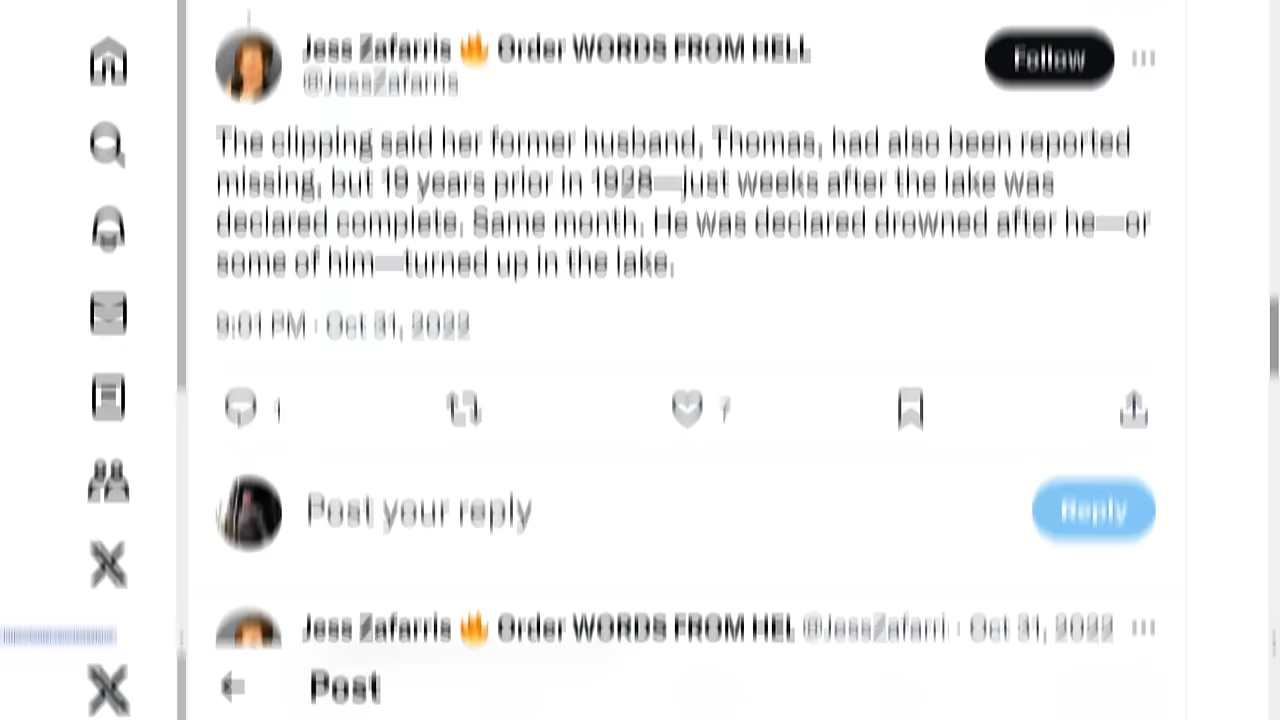 Jess Zafarris 🔥 Order WORDS FROM HELL
@JessZafarris
Follow
The clipping said her former husband, Thomas, had also been reported
missing, but 19 years prior in 1928—just weeks after the lake was
declared complete. Same month. He was declared drowned after he—or
some of him—turned up in the lake.
9:01 PM · Oct 31, 2022
1 7
Post your reply
Reply
Jess Zafarris 🔥 Order WORDS FROM HEL @JessZafarri · Oct 31, 2022
Post